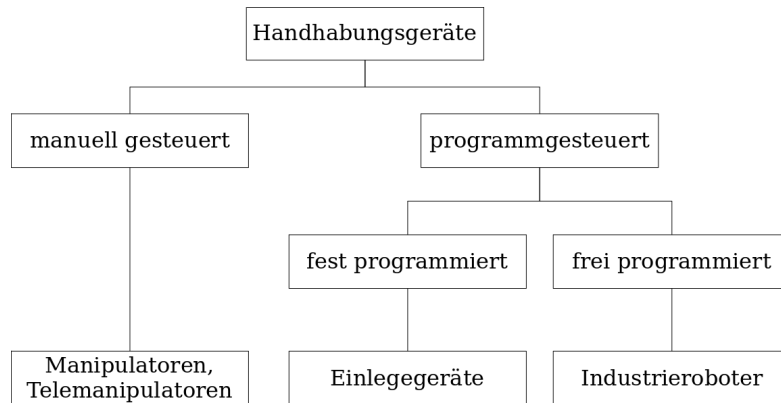 Handhabungsgeräte
manuell gesteuert
programmgesteuert
fest programmiert
frei programmiert
Manipulatoren,
Telemanipulatoren
Einlegegeräte
Industrieroboter